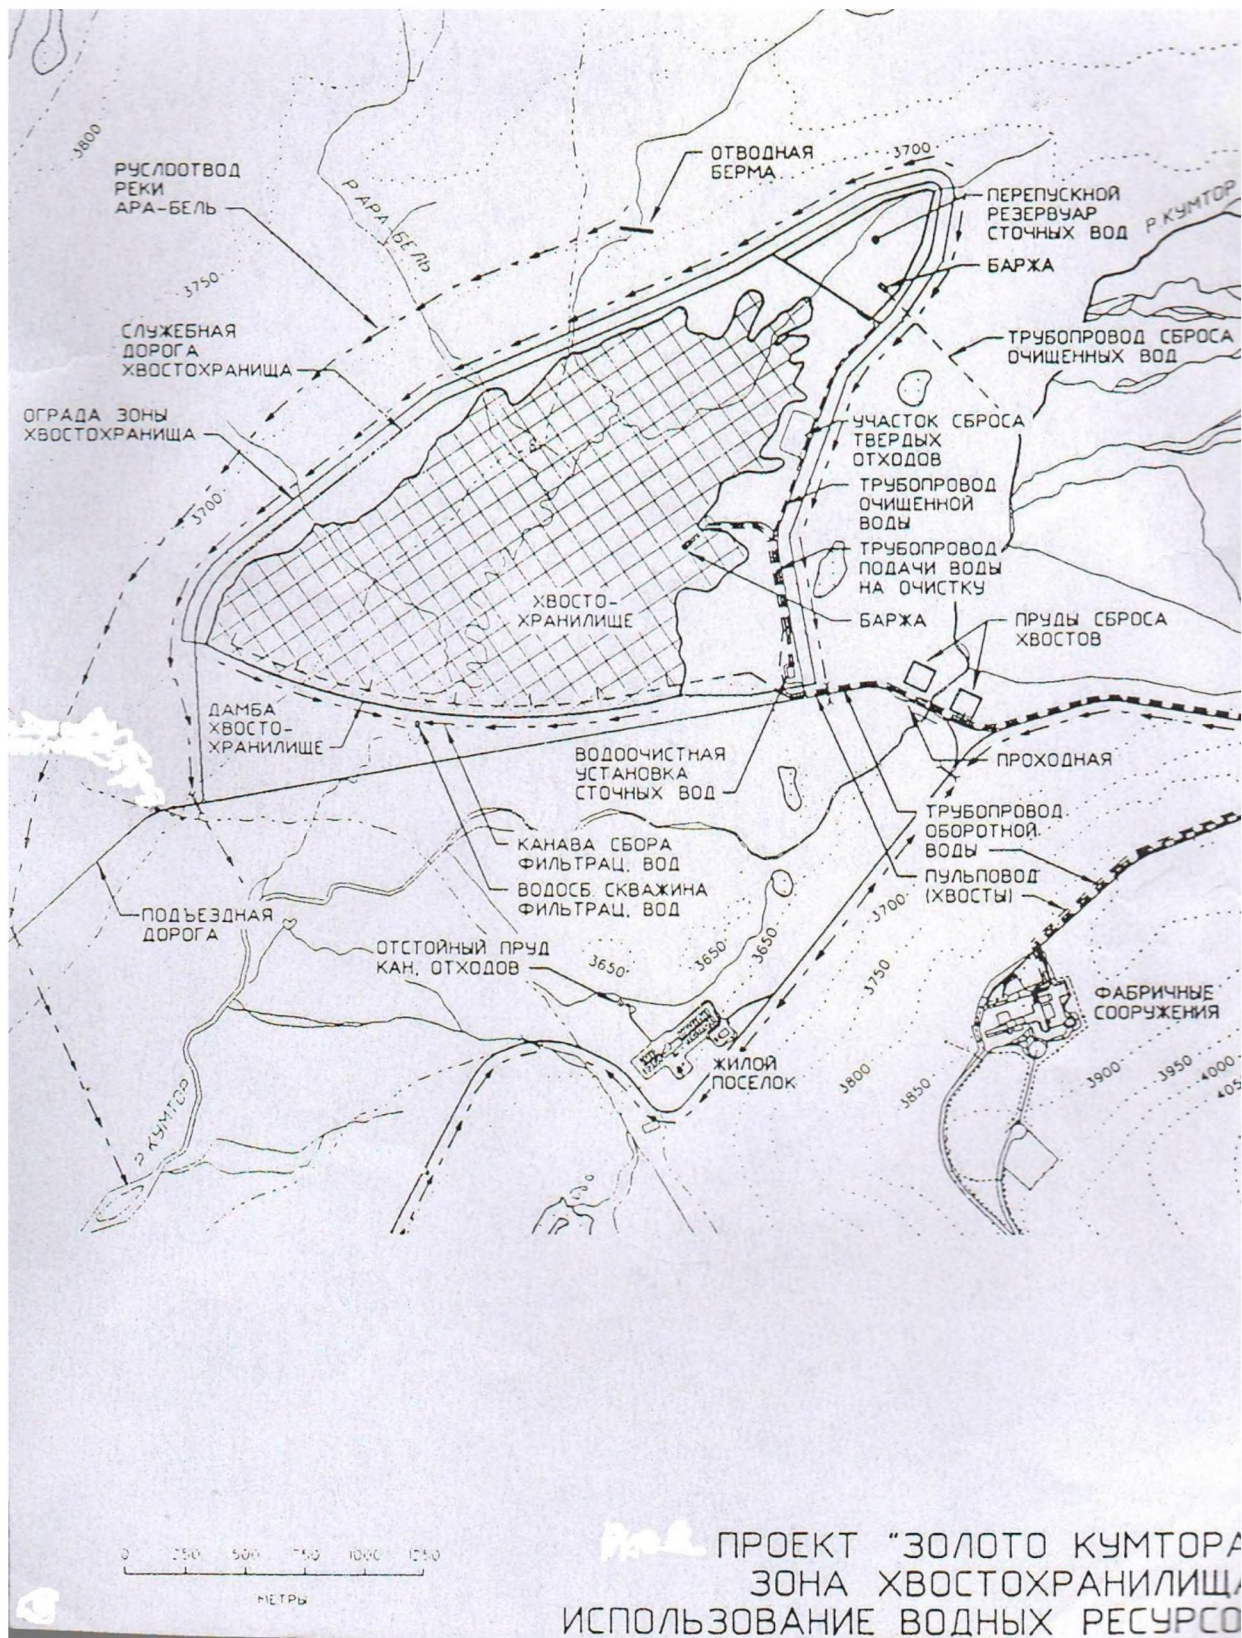 3800
РУСЛООТВОД
РЕКИ
АРА-БЕЛЬ
Р АРА-БЕЛЬ
ОТВОДНАЯ
БЕРМА
3700
ПЕРЕПУСКНОЙ
РЕЗЕРВУАР
СТОЧНЫХ ВОД
Р КУМТОР
БАРЖА
3750
СЛУЖЕБНАЯ
ДОРОГА
ХВОСТОХРАНИЩА
ТРУБОПРОВОД СБРОСА
ОЧИЩЕННЫХ ВОД
ОГРАДА ЗОНЫ
ХВОСТОХРАНИЩА
УЧАСТОК СБРОСА
ТВЕРДЫХ
ОТХОДОВ
3700
ТРУБОПРОВОД
ОЧИЩЕННОЙ
ВОДЫ
ТРУБОПРОВОД
ПОДАЧИ ВОДЫ
НА ОЧИСТКУ
ХВОСТО-
ХРАНИЛИЩЕ
БАРЖА
ПРУДЫ СБРОСА
ХВОСТОВ
ДАМБА
ХВОСТО-
ХРАНИЛИЩЕ
ВОДООЧИСТНАЯ
УСТАНОВКА
СТОЧНЫХ ВОД
ПРОХОДНАЯ
ТРУБОПРОВОД
ОБОРОТНОЙ
ВОДЫ
КАНАВА СБОРА
ФИЛЬТРАЦ. ВОД
ВОДОСБ. СКВАЖИНА
ФИЛЬТРАЦ. ВОД
ПУЛЬПОВОД
(ХВОСТЫ)
3700
ПОДЪЕЗДНАЯ
ДОРОГА
ОТСТОЙНЫЙ ПРУД
КАН. ОТХОДОВ
3650
3650
3650
3750
ФАБРИЧНЫЕ
СООРУЖЕНИЯ
ЖИЛОЙ
ПОСЕЛОК
3800
3850
3900
3950
4000
405
Р КУМТОР
0 250 500 750 1000 1250
МЕТРЫ
ПРОЕКТ "ЗОЛОТО КУМТОРА
ЗОНА ХВОСТОХРАНИЛИЩА
ИСПОЛЬЗОВАНИЕ ВОДНЫХ РЕСУРСО